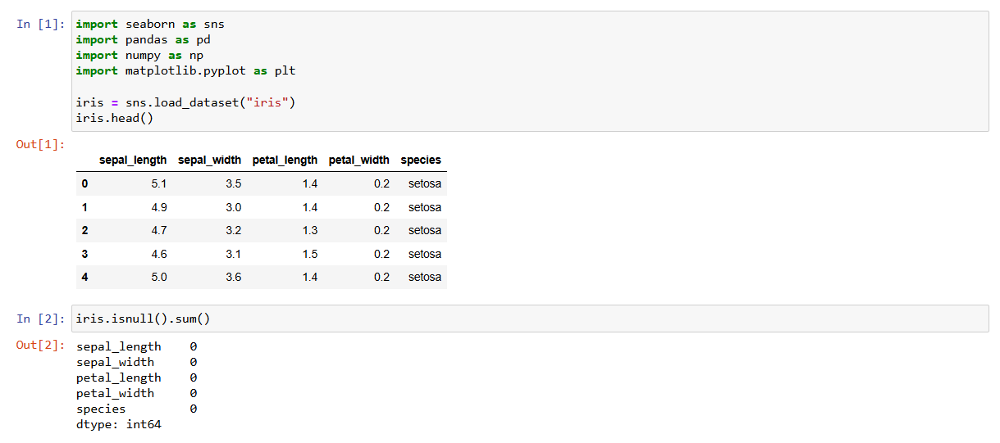 In [1]: import seaborn as sns
import pandas as pd
import numpy as np
import matplotlib.pyplot as plt
iris = sns.load_dataset("iris")
iris.head()
Out[1]:
sepal_length sepal_width petal_length petal_width species
0 5.1 3.5 1.4 0.2 setosa
1 4.9 3.0 1.4 0.2 setosa
2 4.7 3.2 1.3 0.2 setosa
3 4.6 3.1 1.5 0.2 setosa
4 5.0 3.6 1.4 0.2 setosa
In [2]: iris.isnull().sum()
Out[2]: sepal_length 0
sepal_width 0
petal_length 0
petal_width 0
species 0
dtype: int64